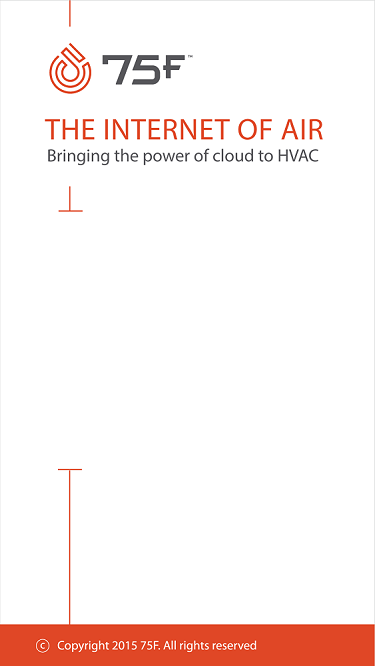 75F™
THE INTERNET OF AIR
Bringing the power of cloud to HVAC
© Copyright 2015 75F. All rights reserved